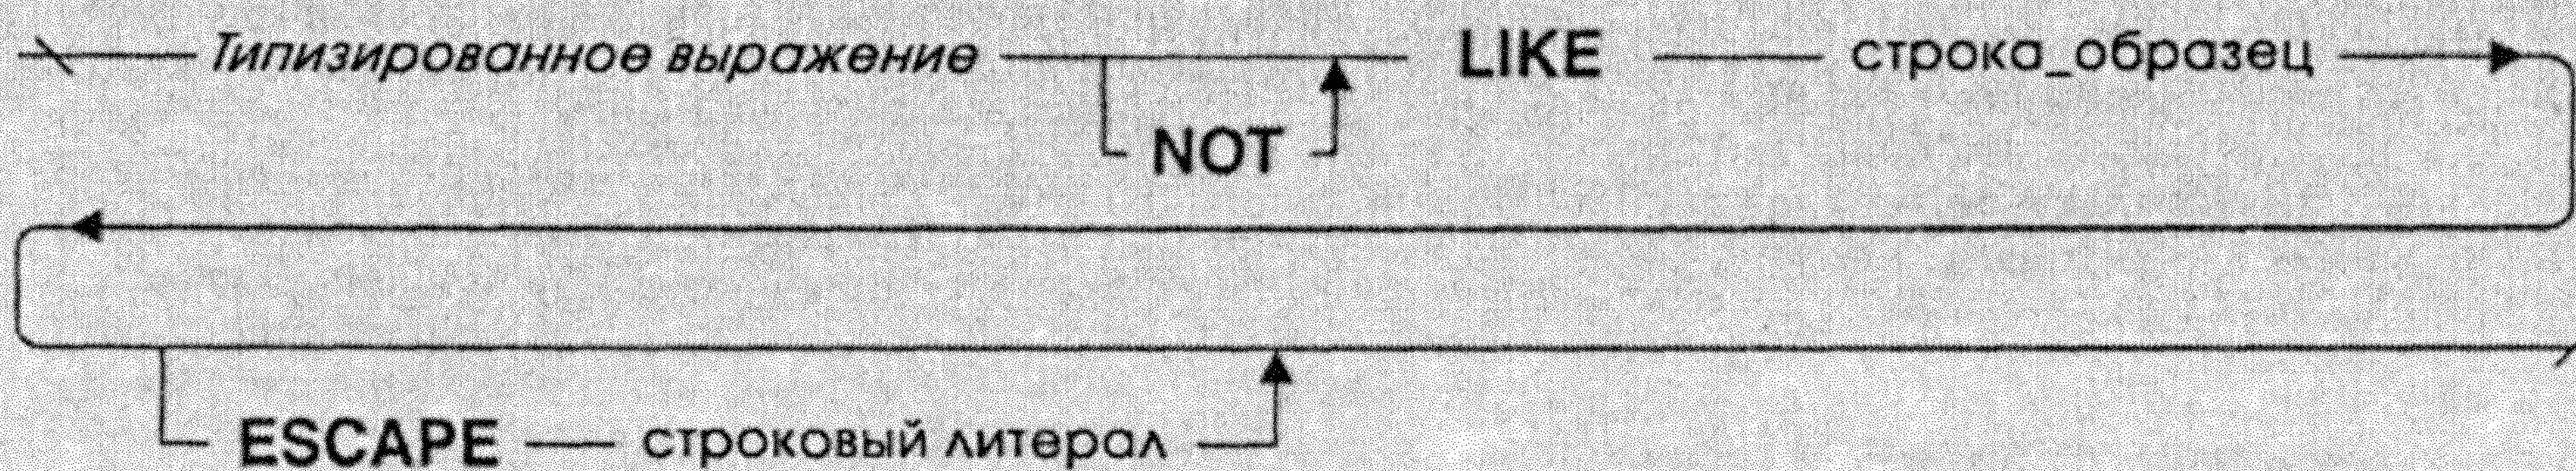 Типизированное выражение LIKE строка_образец
NOT
ESCAPE строковый литерал